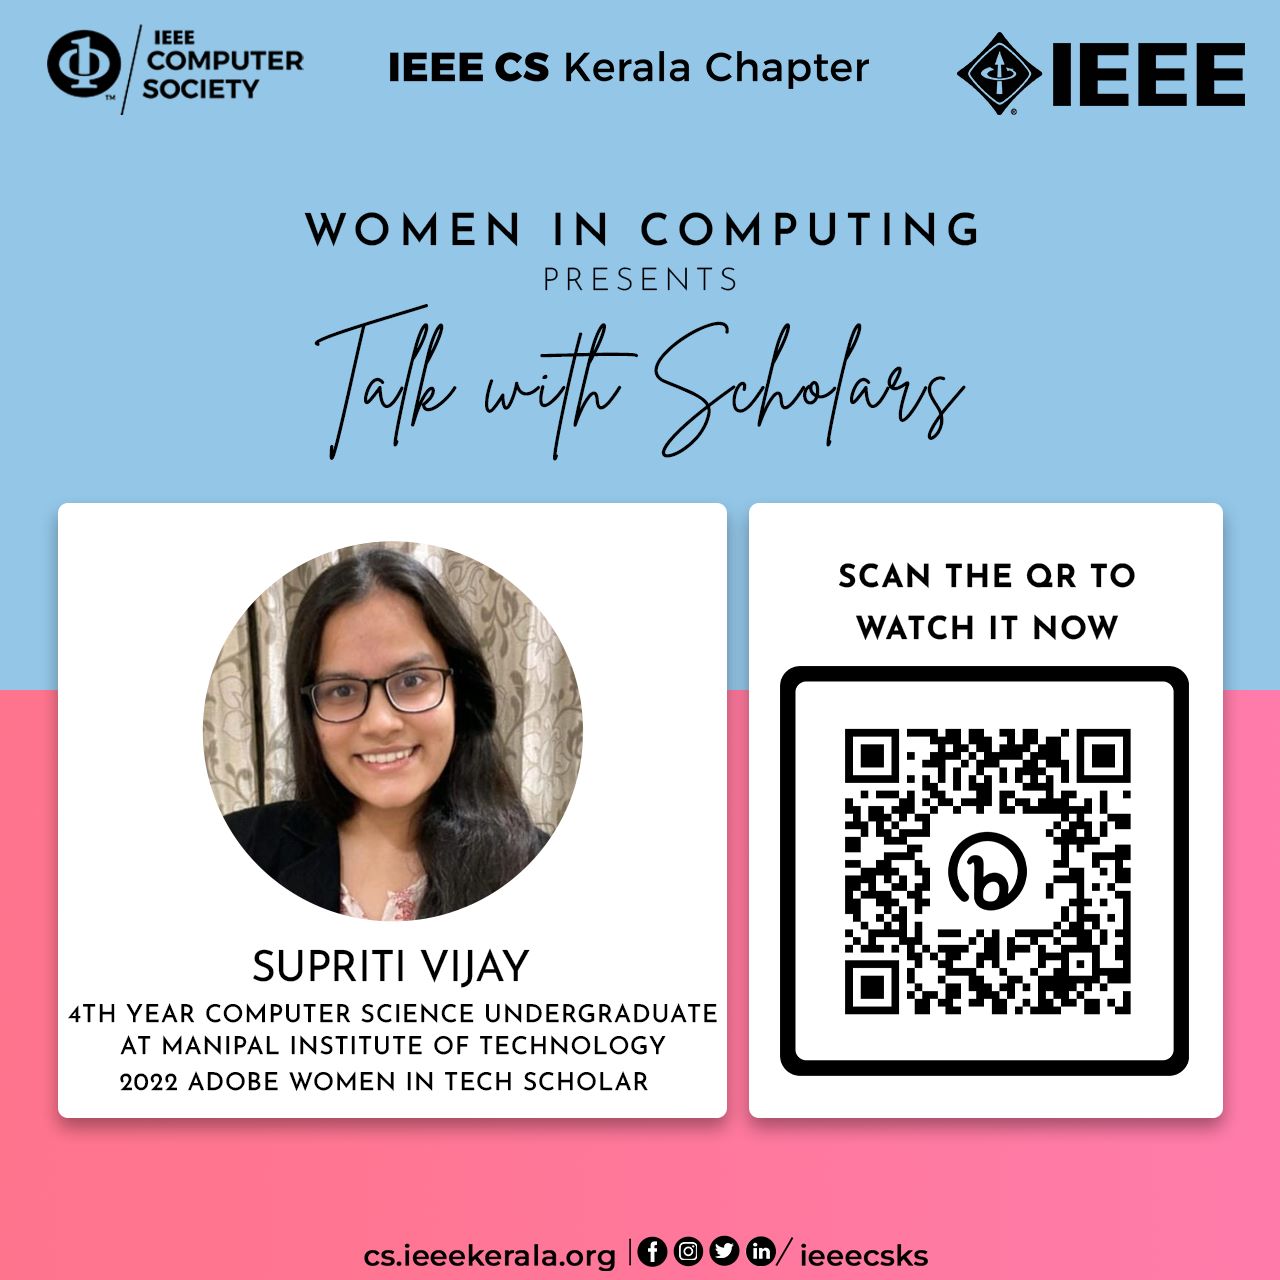 IEEE
COMPUTER
SOCIETY
TM
IEEE CS Kerala Chapter
IEEE
®
WOMEN IN COMPUTING
PRESENTS
Talk with Scholars
SCAN THE QR TO
WATCH IT NOW
SUPRITI VIJAY
4TH YEAR COMPUTER SCIENCE UNDERGRADUATE
AT MANIPAL INSTITUTE OF TECHNOLOGY
2022 ADOBE WOMEN IN TECH SCHOLAR
cs.ieeekerala.org | / ieeecsks